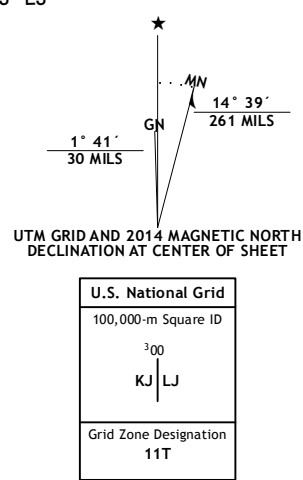 ★
MN
GN
1° 41´
30 MILS
14° 39´
261 MILS
UTM GRID AND 2014 MAGNETIC NORTH
DECLINATION AT CENTER OF SHEET
U.S. National Grid
100,000-m Square ID
³00
KJ LJ
Grid Zone Designation
11T